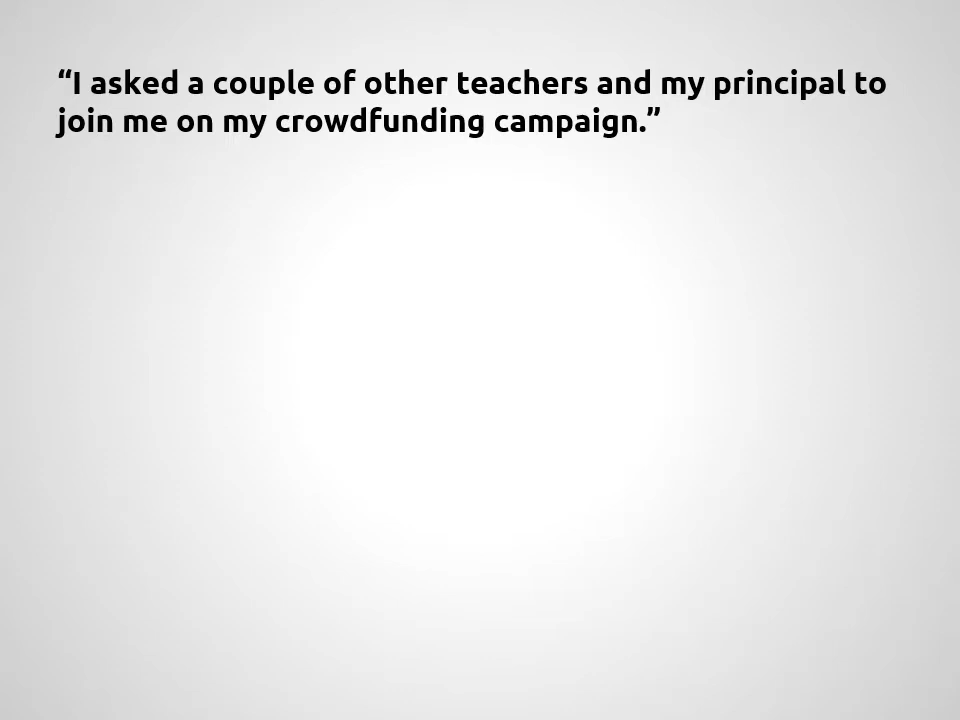 “I asked a couple of other teachers and my principal to
join me on my crowdfunding campaign.”